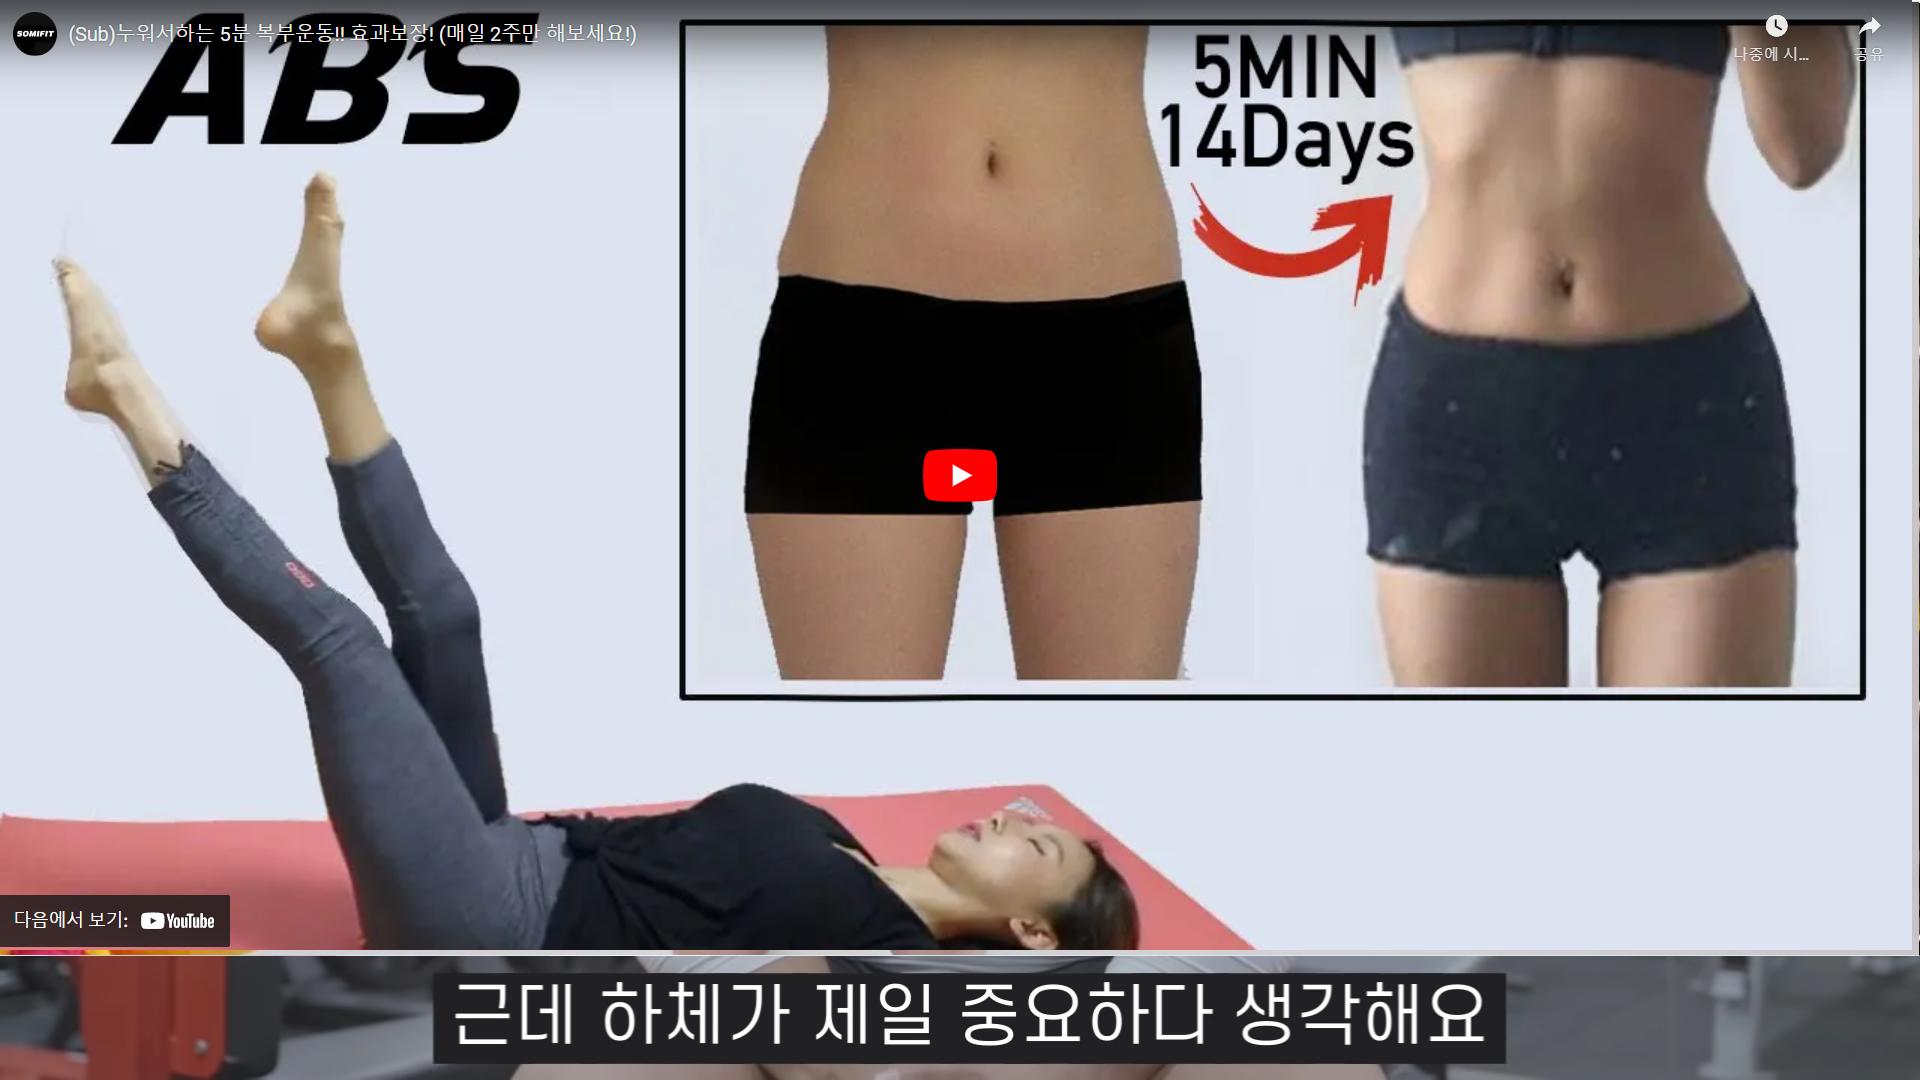 SOMIFIT
(Sub)누워서하는 5분 복부운동!! 효과보장! (매일 2주만 해보세요!)
나중에 시...
공유
ABS
5MIN
14Days
다음에서 보기: YouTube
근데 하체가 제일 중요하다 생각해요